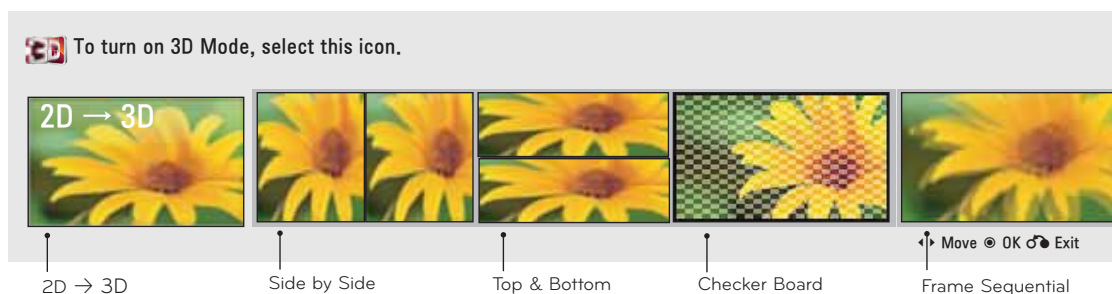 3D To turn on 3D Mode, select this icon.
2D → 3D
Move ◉ OK Exit
2D → 3D
Side by Side
Top & Bottom
Checker Board
Frame Sequential